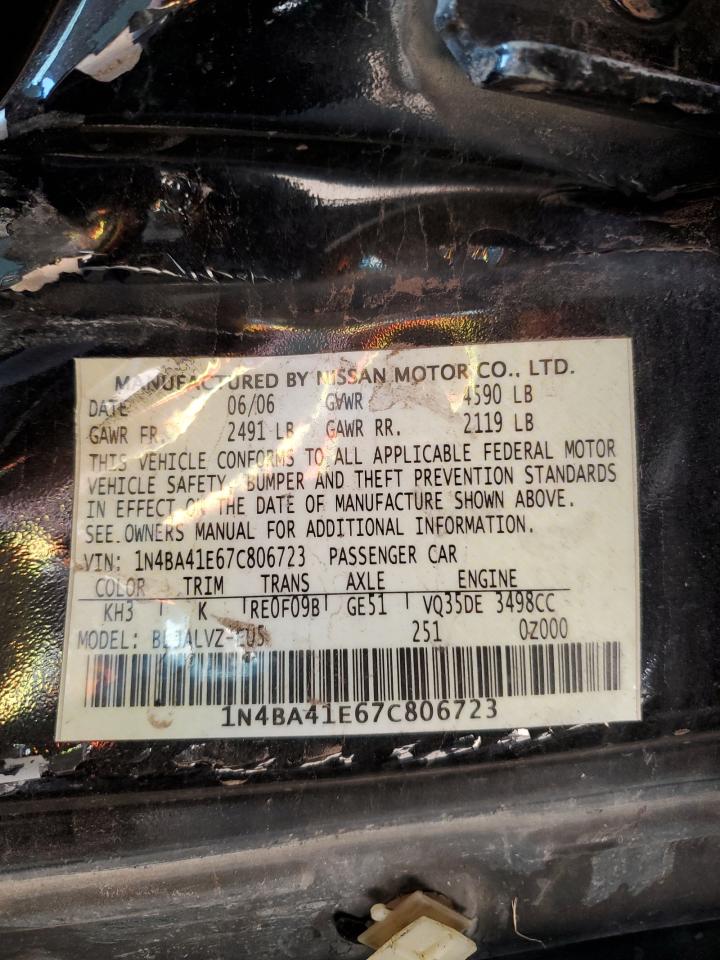 MANUFACTURED BY NISSAN MOTOR CO., LTD.
DATE 06/06 GVWR 4590 LB
GAWR FR. 2491 LB GAWR RR. 2119 LB
THIS VEHICLE CONFORMS TO ALL APPLICABLE FEDERAL MOTOR
VEHICLE SAFETY, BUMPER AND THEFT PREVENTION STANDARDS
IN EFFECT ON THE DATE OF MANUFACTURE SHOWN ABOVE.
SEE OWNERS MANUAL FOR ADDITIONAL INFORMATION.
VIN: 1N4BA41E67C806723 PASSENGER CAR
COLOR TRIM TRANS AXLE ENGINE
KH3 K RE0F09B GE51 VQ35DE 3498CC
MODEL: 251 0Z000
1N4BA41E67C806723